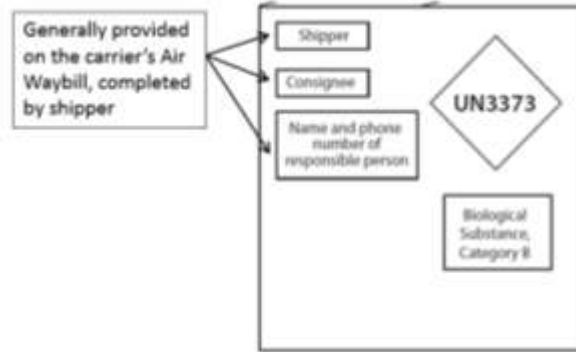 Generally provided
on the carrier's Air
Waybill, completed
by shipper
Shipper
Consignee
Name and phone
number of
responsible person
UN3373
Biological
Substance,
Category B